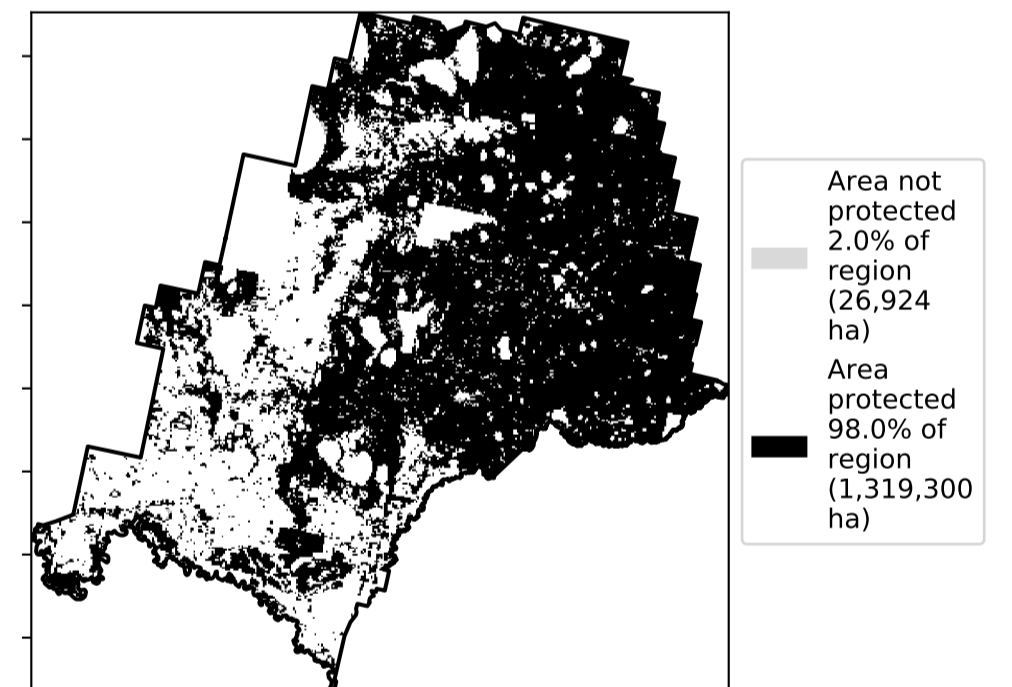 Area not
protected
2.0% of
region
(26,924
ha)
Area
protected
98.0% of
region
(1,319,300
ha)